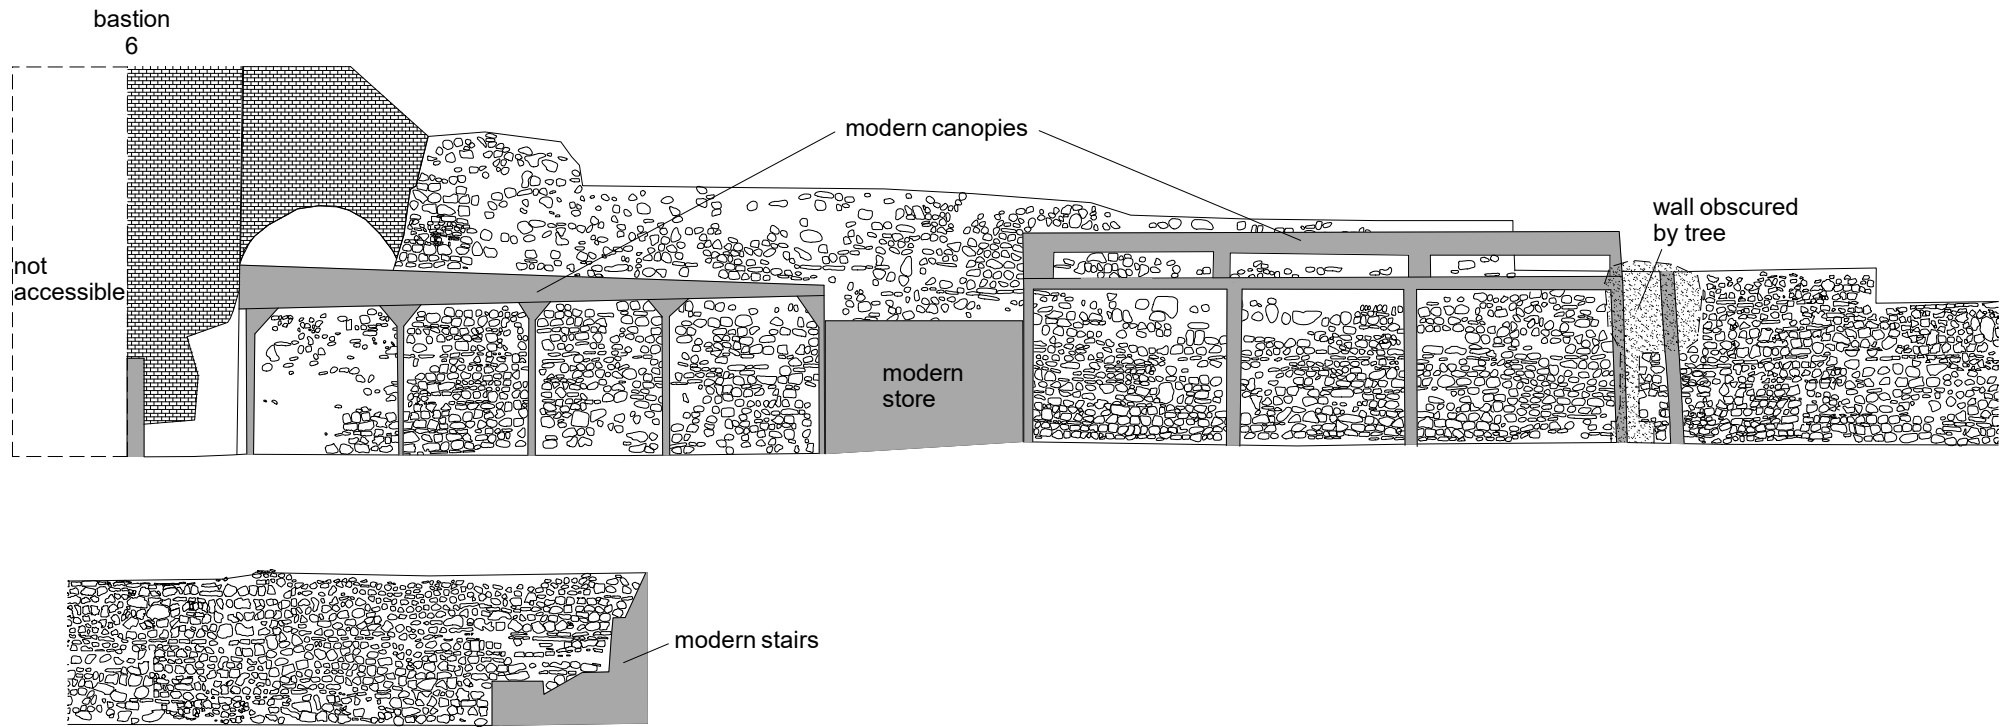 bastion
6
modern canopies
wall obscured
by tree
not
accessible
modern
store
modern stairs